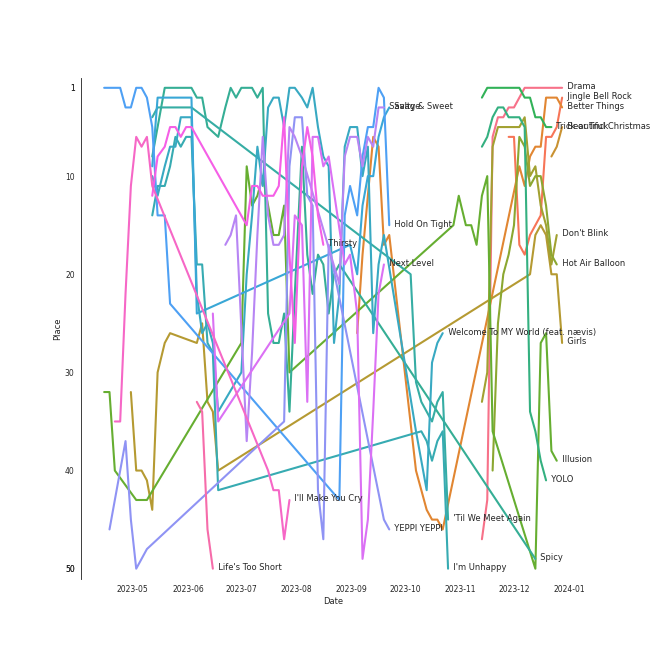 1
Drama
Jingle Bell Rock
Better Things
Salty & Sweet
Trick or Trick
Beautiful Christmas
10
Hold On Tight
Don't Blink
Thirsty
20
Next Level
Hot Air Balloon
Place
Welcome To MY World (feat. nævis)
Girls
30
40
Illusion
YOLO
I'll Make You Cry
'Til We Meet Again
YEPPI YEPPI
Spicy
50
Life's Too Short
I'm Unhappy
2023-05
2023-06
2023-07
2023-08
2023-09
2023-10
2023-11
2023-12
2024-01
Date